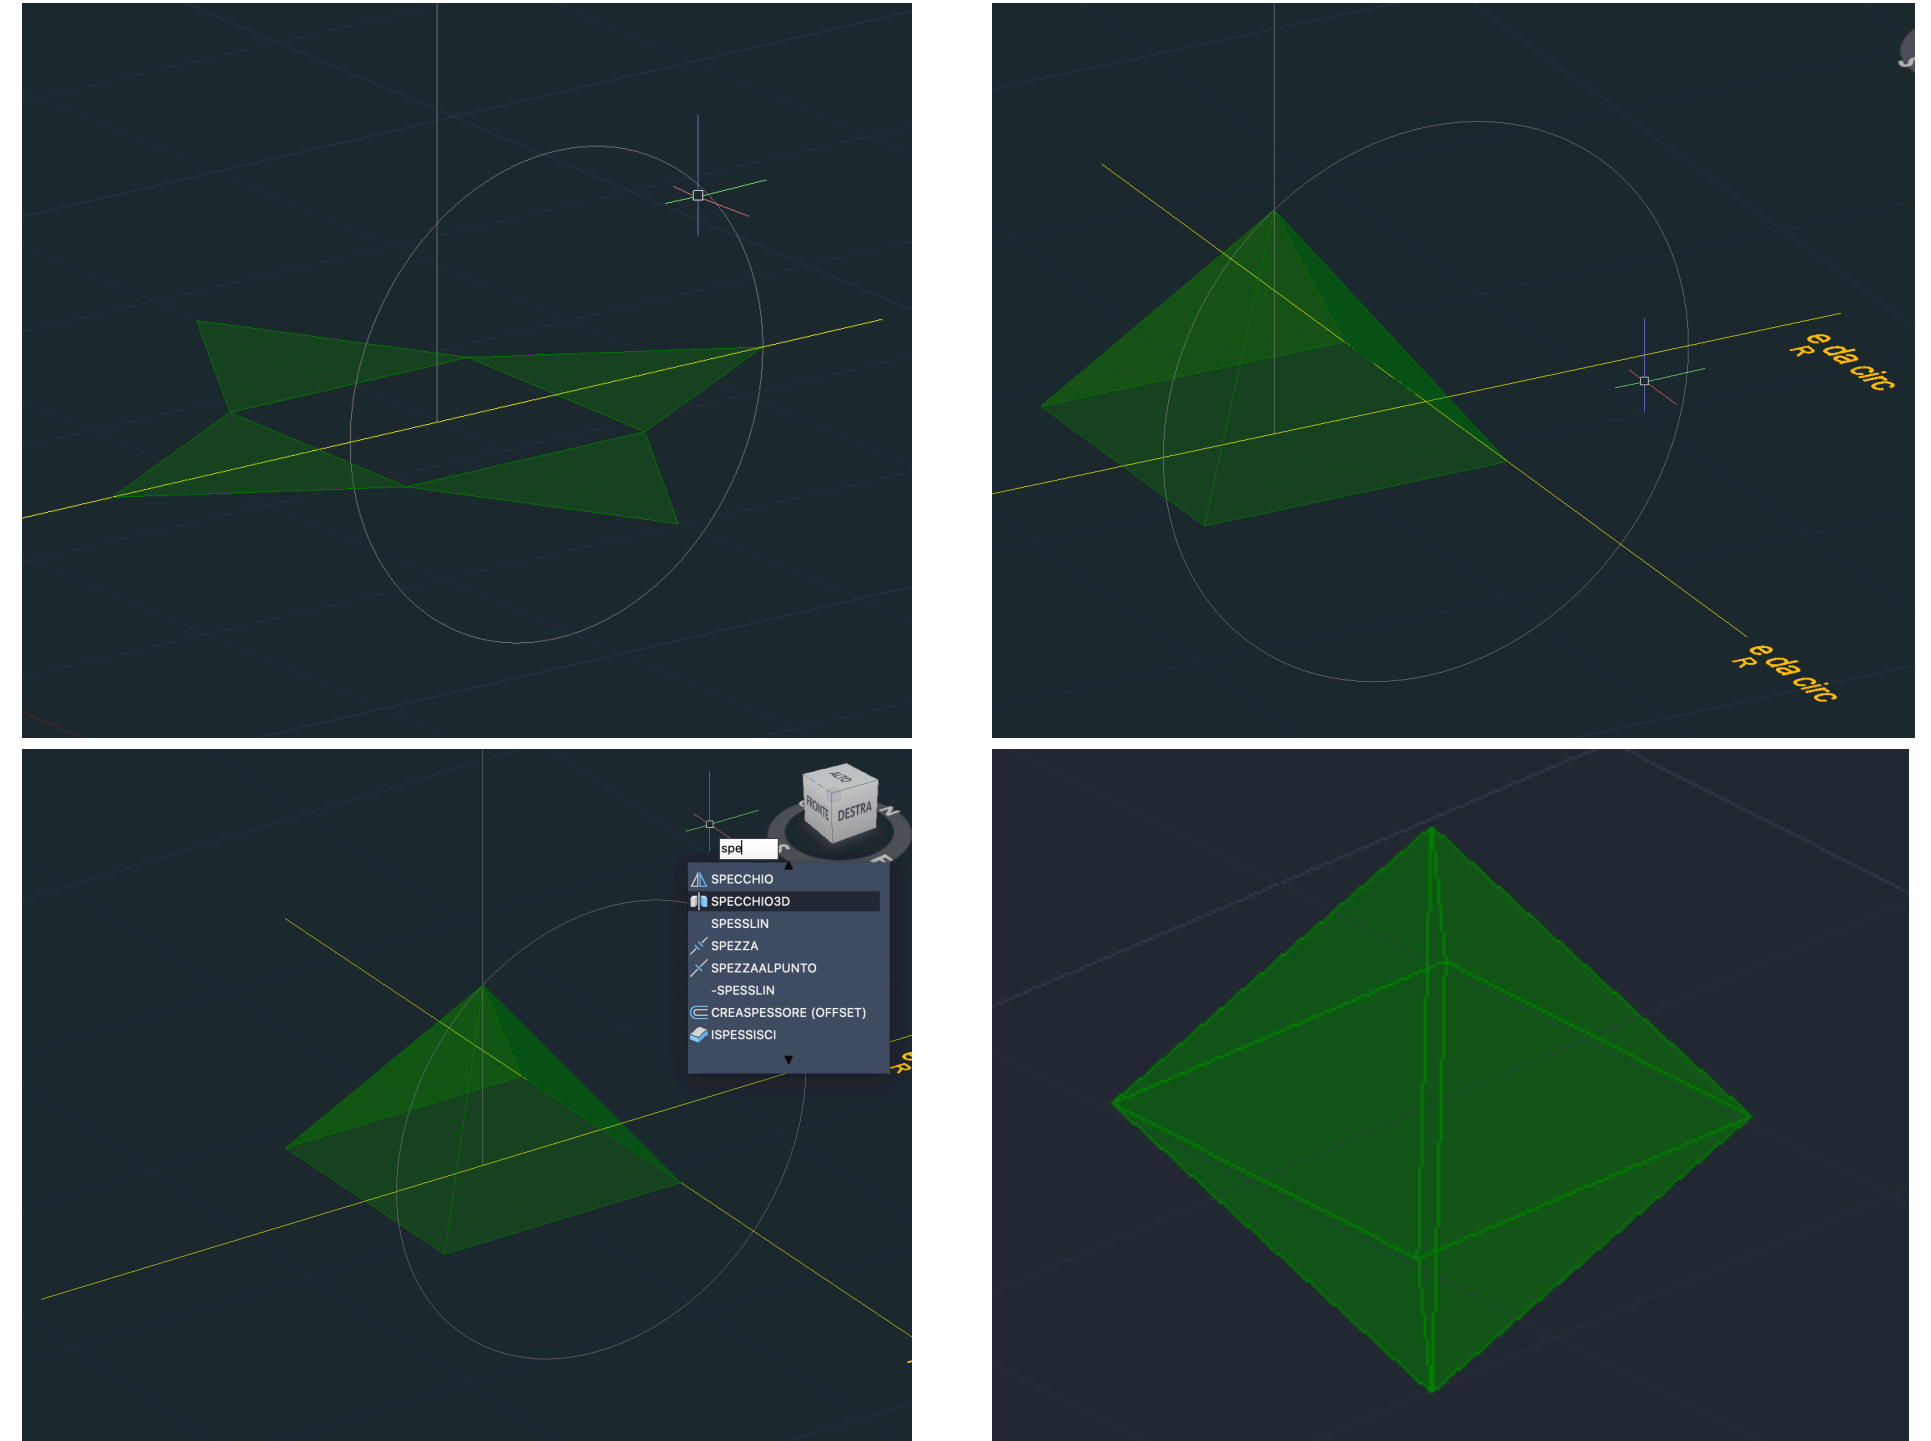 e da circ
R
e da circ
R
ALTO
FRONTE
DESTRA
N
spe
SPECCHIO
SPECCHIO3D
SPESSLIN
SPEZZA
SPEZZAALPUNTO
-SPESSLIN
CREASPESSORE (OFFSET)
ISPESSISCI
R